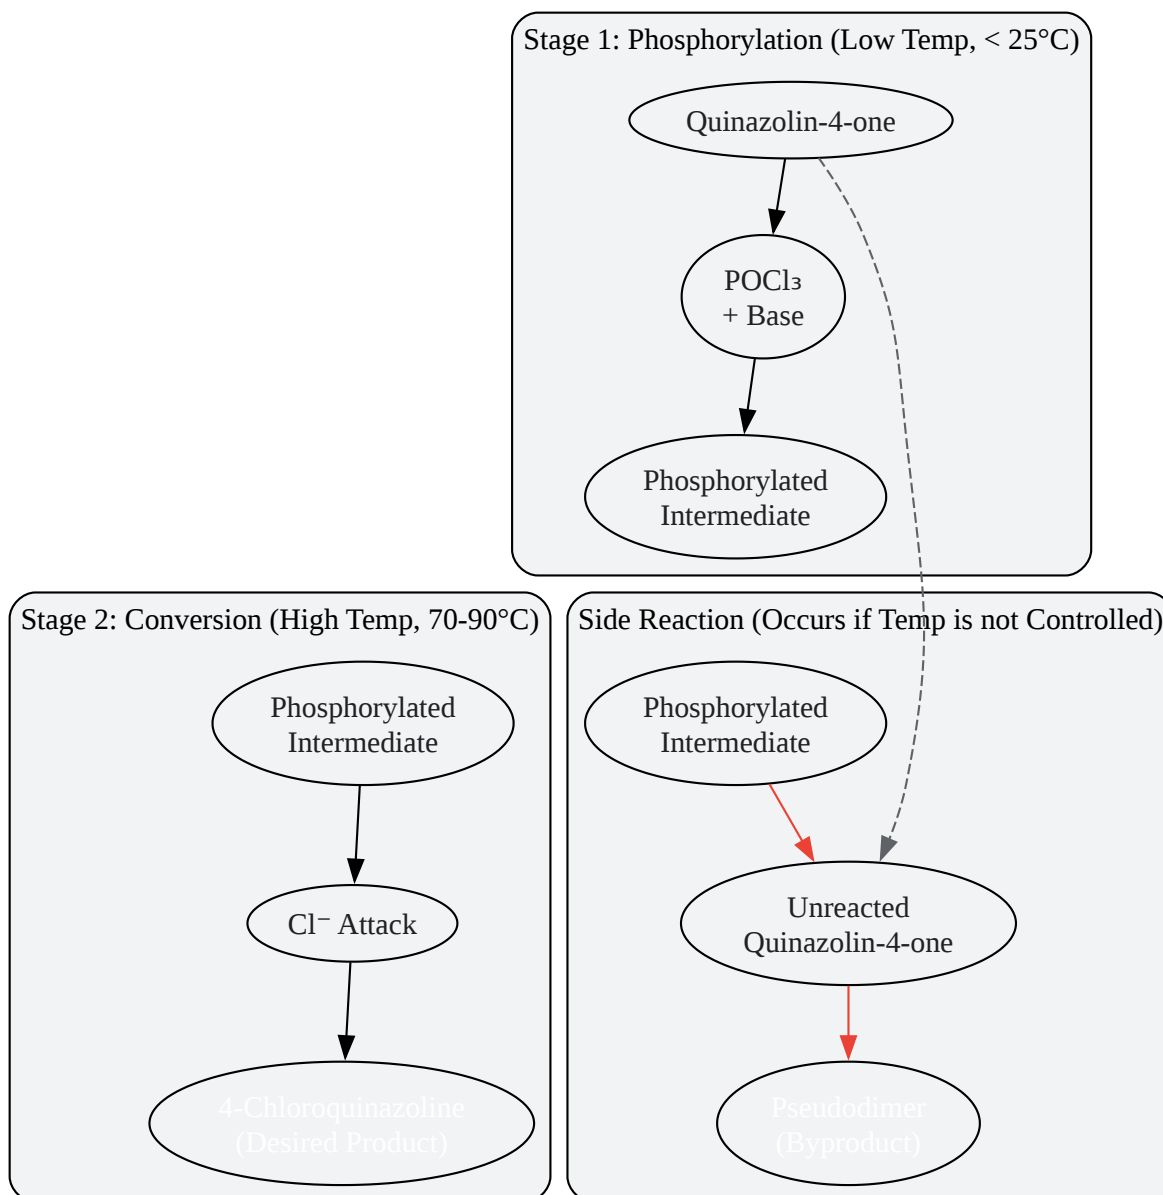 Stage 1: Phosphorylation (Low Temp, < 25°C)
Quinazolin-4-one
POCl₃
+ Base
Phosphorylated
Intermediate
Stage 2: Conversion (High Temp, 70-90°C)
Phosphorylated
Intermediate
Cl⁻ Attack
4-Chloroquinazoline
(Desired Product)
Side Reaction (Occurs if Temp is not Controlled)
Phosphorylated
Intermediate
Unreacted
Quinazolin-4-one
Pseudodimer
(Byproduct)